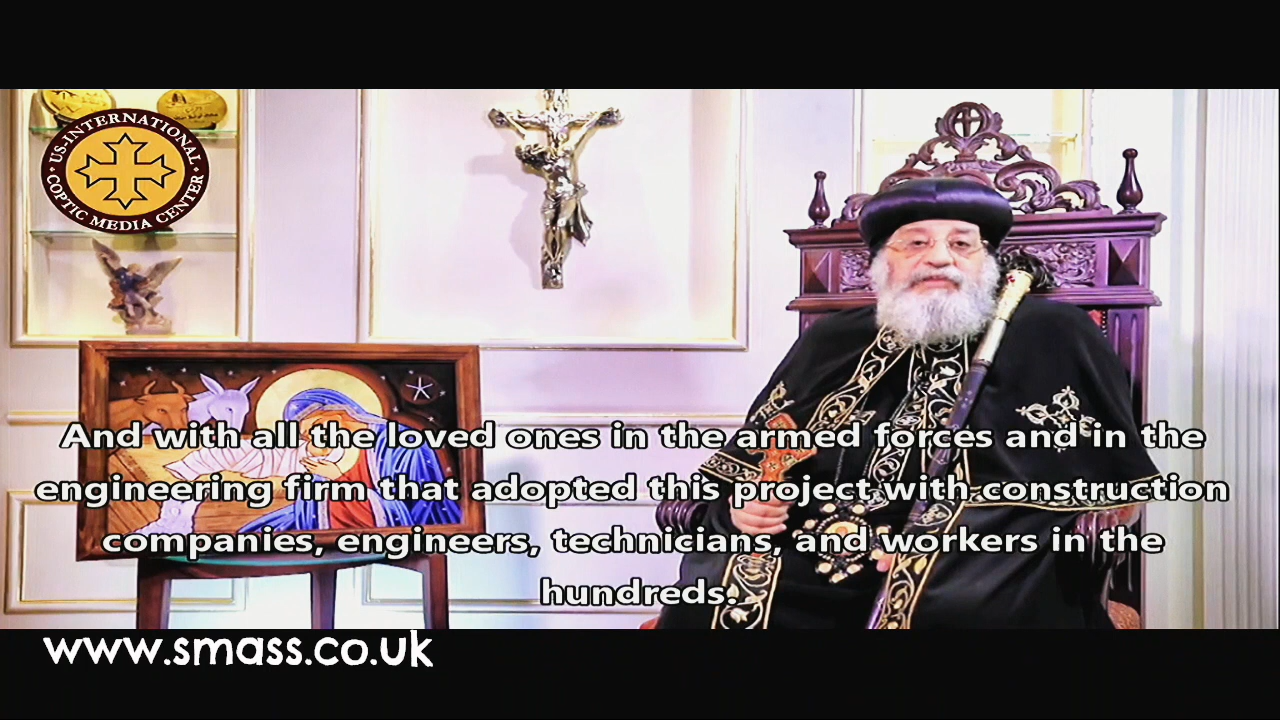 US-INTERNATIONAL
COPTIC MEDIA CENTER
And with all the loved ones in the armed forces and in the
engineering firm that adopted this project with construction
companies, engineers, technicians, and workers in the
hundreds.
www.smass.co.uk